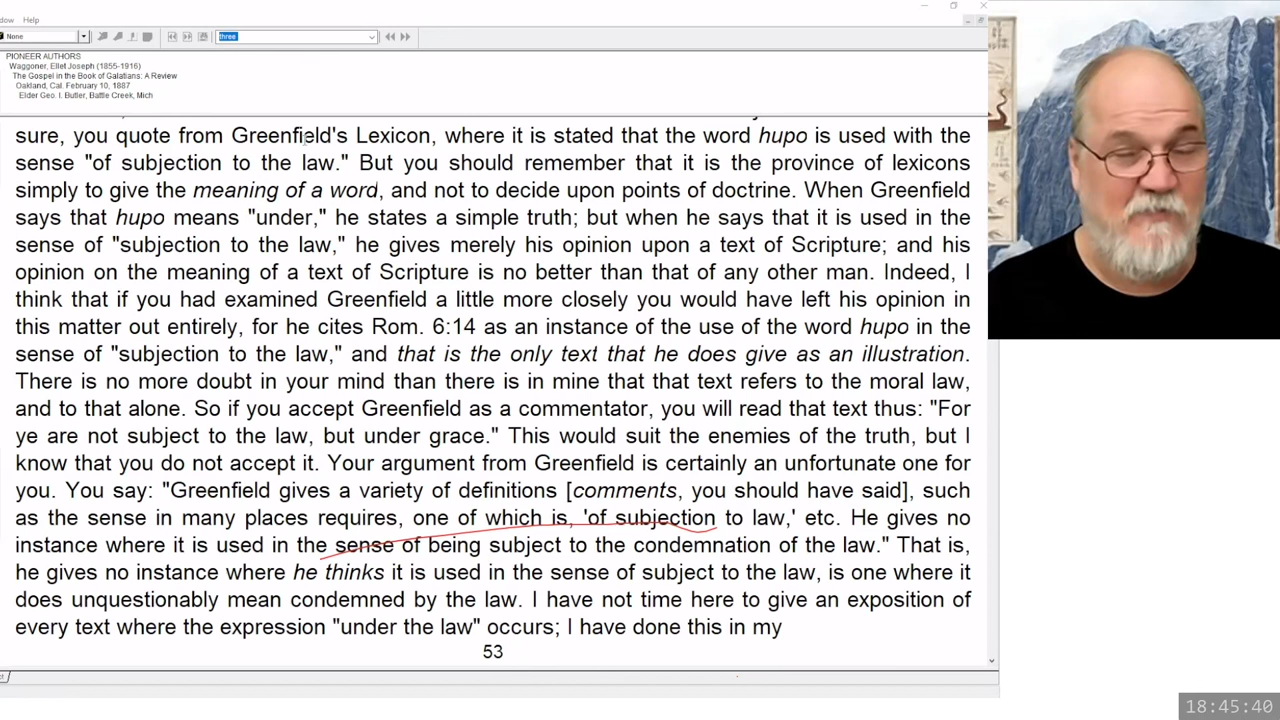 dow Help
None
three
PIONEER AUTHORS
Waggoner, Ellet Joseph (1855-1916)
The Gospel in the Book of Galatians: A Review
Oakland, Cal. February 10, 1887
Elder Geo. I. Butler, Battle Creek, Mich
sure, you quote from Greenfield's Lexicon, where it is stated that the word hupo is used with the
sense "of subjection to the law." But you should remember that it is the province of lexicons
simply to give the meaning of a word, and not to decide upon points of doctrine. When Greenfield
says that hupo means "under," he states a simple truth; but when he says that it is used in the
sense of "subjection to the law," he gives merely his opinion upon a text of Scripture; and his
opinion on the meaning of a text of Scripture is no better than that of any other man. Indeed, I
think that if you had examined Greenfield a little more closely you would have left his opinion in
this matter out entirely, for he cites Rom. 6:14 as an instance of the use of the word hupo in the
sense of "subjection to the law," and that is the only text that he does give as an illustration.
There is no more doubt in your mind than there is in mine that that text refers to the moral law,
and to that alone. So if you accept Greenfield as a commentator, you will read that text thus: "For
ye are not subject to the law, but under grace." This would suit the enemies of the truth, but I
know that you do not accept it. Your argument from Greenfield is certainly an unfortunate one for
you. You say: "Greenfield gives a variety of definitions [comments, you should have said], such
as the sense in many places requires, one of which is, 'of subjection to law,' etc. He gives no
instance where it is used in the sense of being subject to the condemnation of the law." That is,
he gives no instance where he thinks it is used in the sense of subject to the law, is one where it
does unquestionably mean condemned by the law. I have not time here to give an exposition of
every text where the expression "under the law" occurs; I have done this in my
53
18:45:40